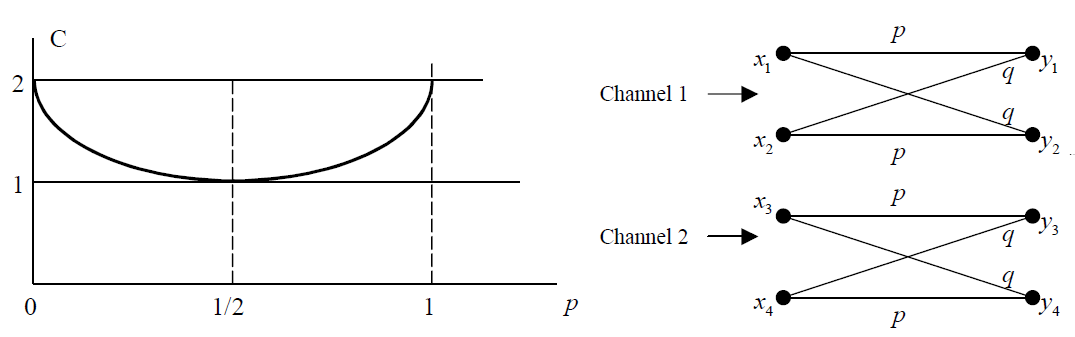 C
2
1
0 1/2 1 p
p
x1 y1
q
Channel 1
q
x2 y2
p
p
x3 y3
q
Channel 2
q
x4 y4
p